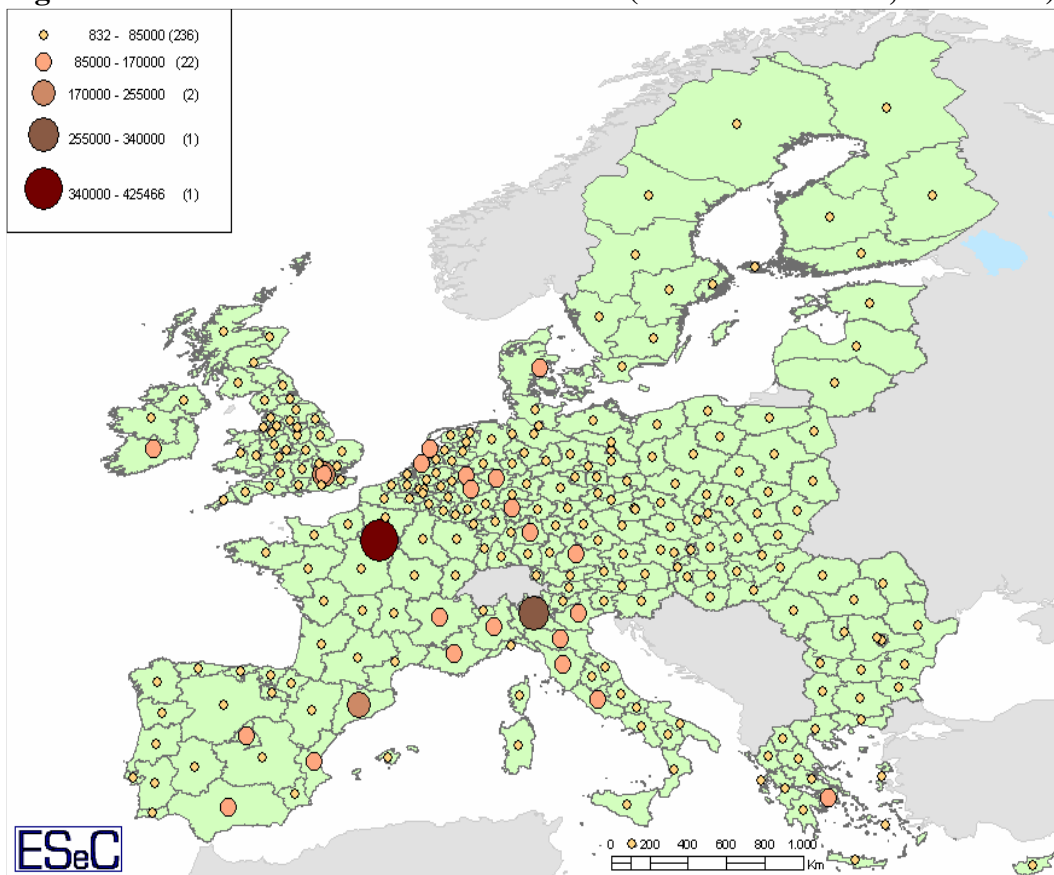 832 - 85000 (236)
85000 - 170000 (22)
170000 - 255000 (2)
255000 - 340000 (1)
340000 - 425466 (1)
ESeC
0 200 400 600 800 1.000
Km